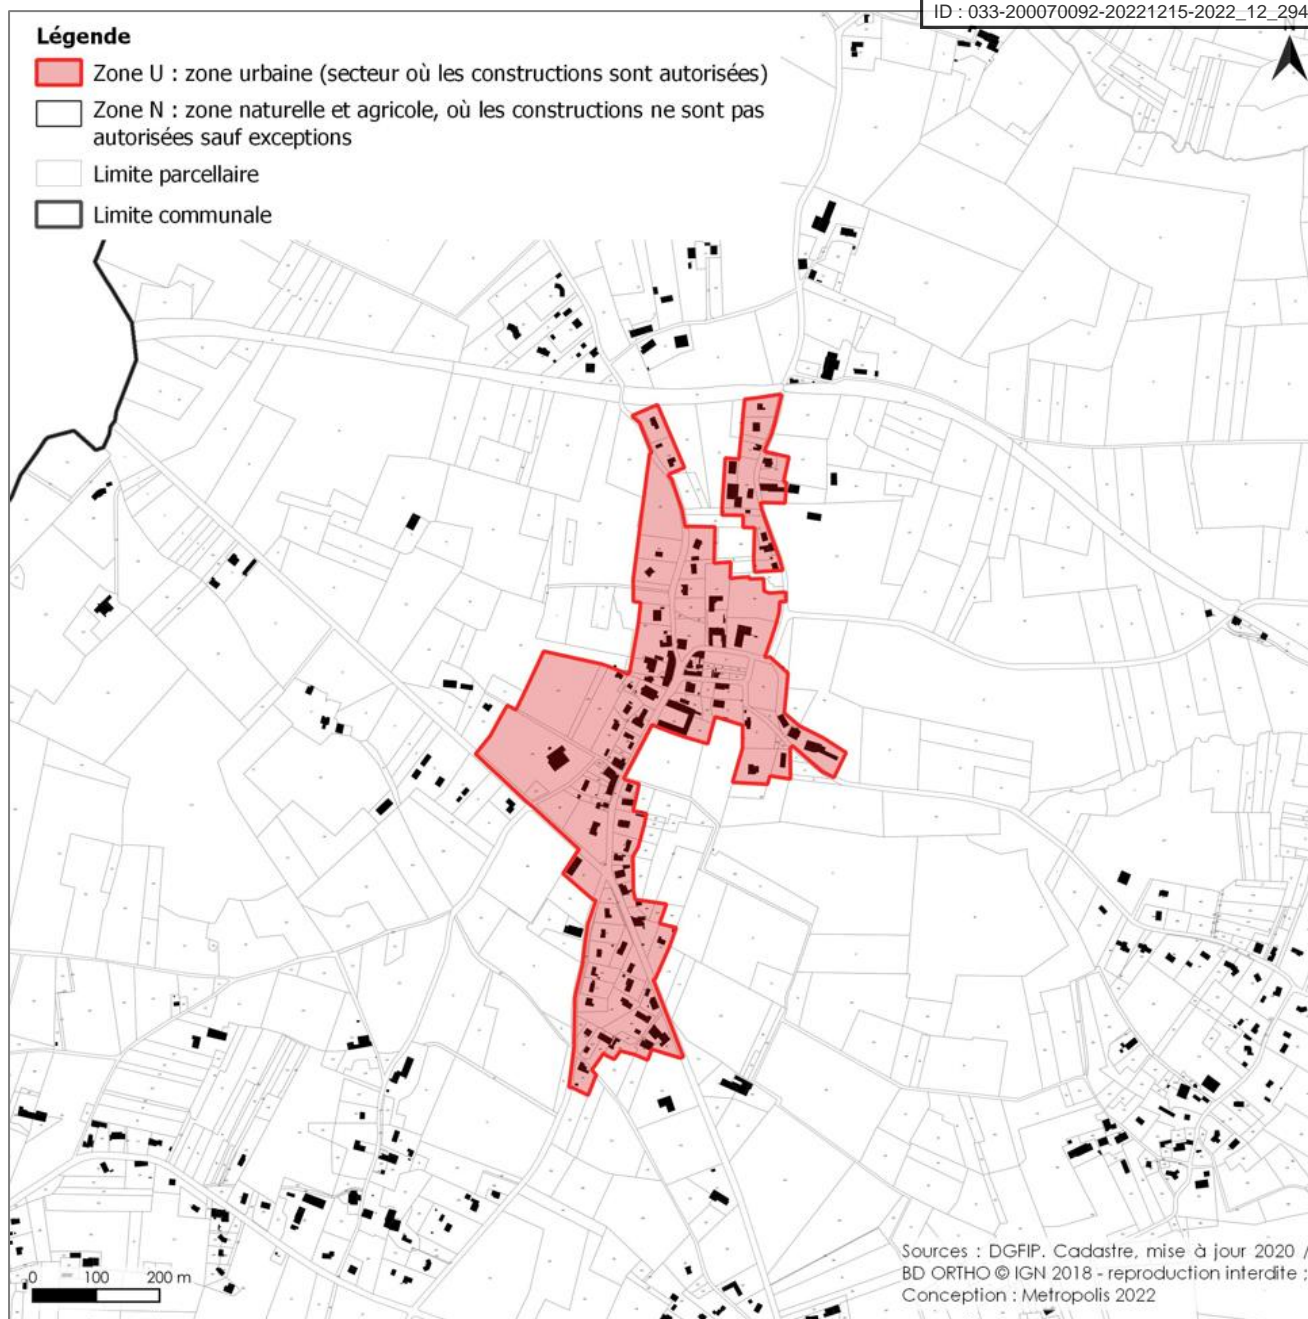 ID : 033-200070092-20221215-2022_12_294
Légende
Zone U : zone urbaine (secteur où les constructions sont autorisées)
Zone N : zone naturelle et agricole, où les constructions ne sont pas
autorisées sauf exceptions
Limite parcellaire
Limite communale
N
0 100 200 m
Sources : DGFIP. Cadastre, mise à jour 2020 /
BD ORTHO © IGN 2018 - reproduction interdite ;
Conception : Metropolis 2022